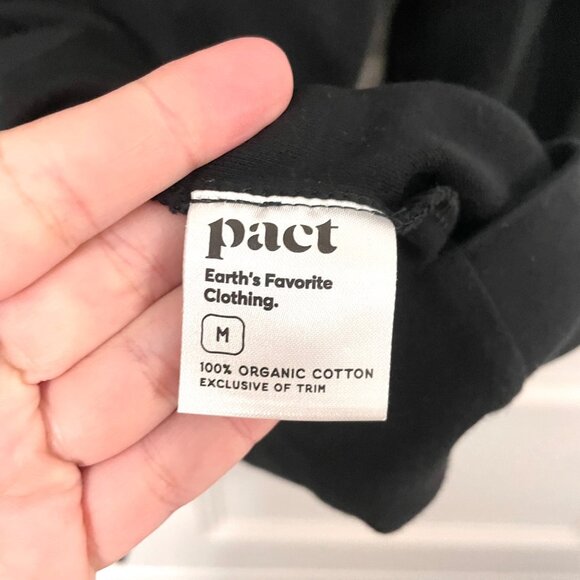 pact
Earth's Favorite
Clothing.
M
100% ORGANIC COTTON
EXCLUSIVE OF TRIM